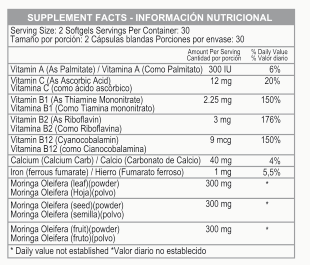 SUPPLEMENT FACTS - INFORMACIÓN NUTRICIONAL
Serving Size: 2 Softgels Servings Per Container: 30
Tamaño por porción: 2 Cápsulas blandas Porciones por envase: 30
Amount Per Serving % Daily Value
Cantidad por porción % Valor diario
Vitamin A (As Palmitate) / Vitamina A (Como Palmitato) 300 IU 6%
Vitamin C (As Ascorbic Acid) 12 mg 20%
Vitamina C (como ácido ascórbico)
Vitamin B1 (As Thiamine Mononitrate) 2.25 mg 150%
Vitamina B1 (Como Tiamina mononitrato)
Vitamin B2 (As Riboflavin) 3 mg 176%
Vitamina B2 (Como Riboflavina)
Vitamin B12 (Cyanocobalamin) 9 mcg 150%
Vitamina B12 (como Cianocobalamina)
Calcium (Calcium Carb) / Calcio (Carbonato de Calcio) 40 mg 4%
Iron (ferrous fumarate) / Hierro (Fumarato ferroso) 1 mg 5,5%
Moringa Oleifera (leaf)(powder) 300 mg *
Moringa Oleifera (Hoja)(polvo)
Moringa Oleifera (seed)(powder) 300 mg *
Moringa Oleifera (semilla)(polvo)
Moringa Oleifera (fruit)(powder) 300 mg *
Moringa Oleifera (fruto)(polvo)
* Daily value not established *Valor diario no establecido